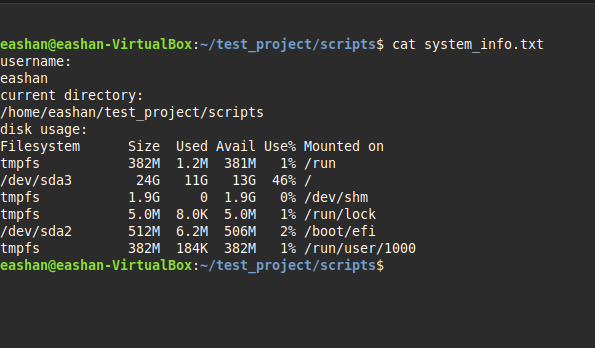 eashan@eashan-VirtualBox:~/test_project/scripts$ cat system_info.txt
username:
eashan
current directory:
/home/eashan/test_project/scripts
disk usage:
Filesystem      Size  Used Avail Use% Mounted on
tmpfs           382M  1.2M  381M   1% /run
/dev/sda3        24G   11G   13G  46% /
tmpfs           1.9G     0  1.9G   0% /dev/shm
tmpfs           5.0M  8.0K  5.0M   1% /run/lock
/dev/sda2       512M  6.2M  506M   2% /boot/efi
tmpfs           382M  184K  382M   1% /run/user/1000
eashan@eashan-VirtualBox:~/test_project/scripts$